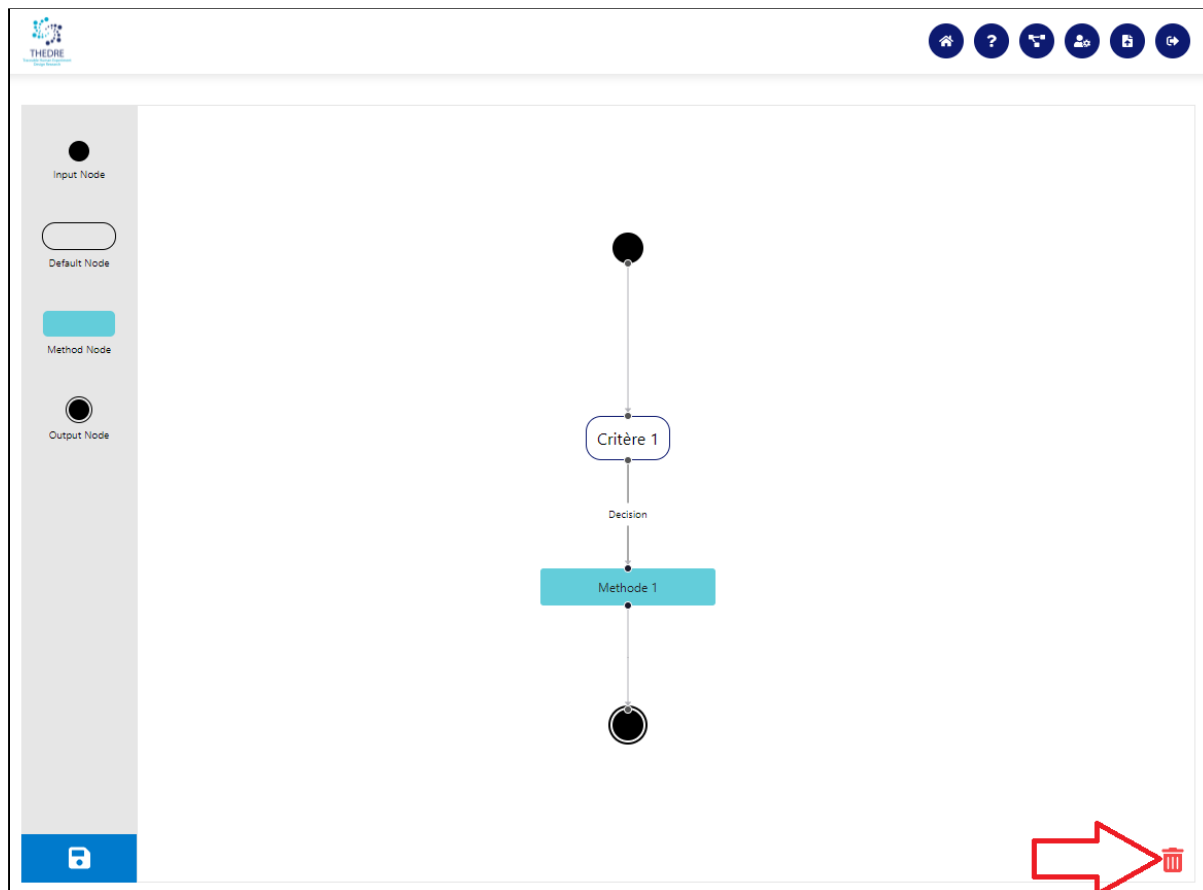 THEDRE
?
Input Node
Default Node
Method Node
Output Node
Critère 1
Decision
Methode 1